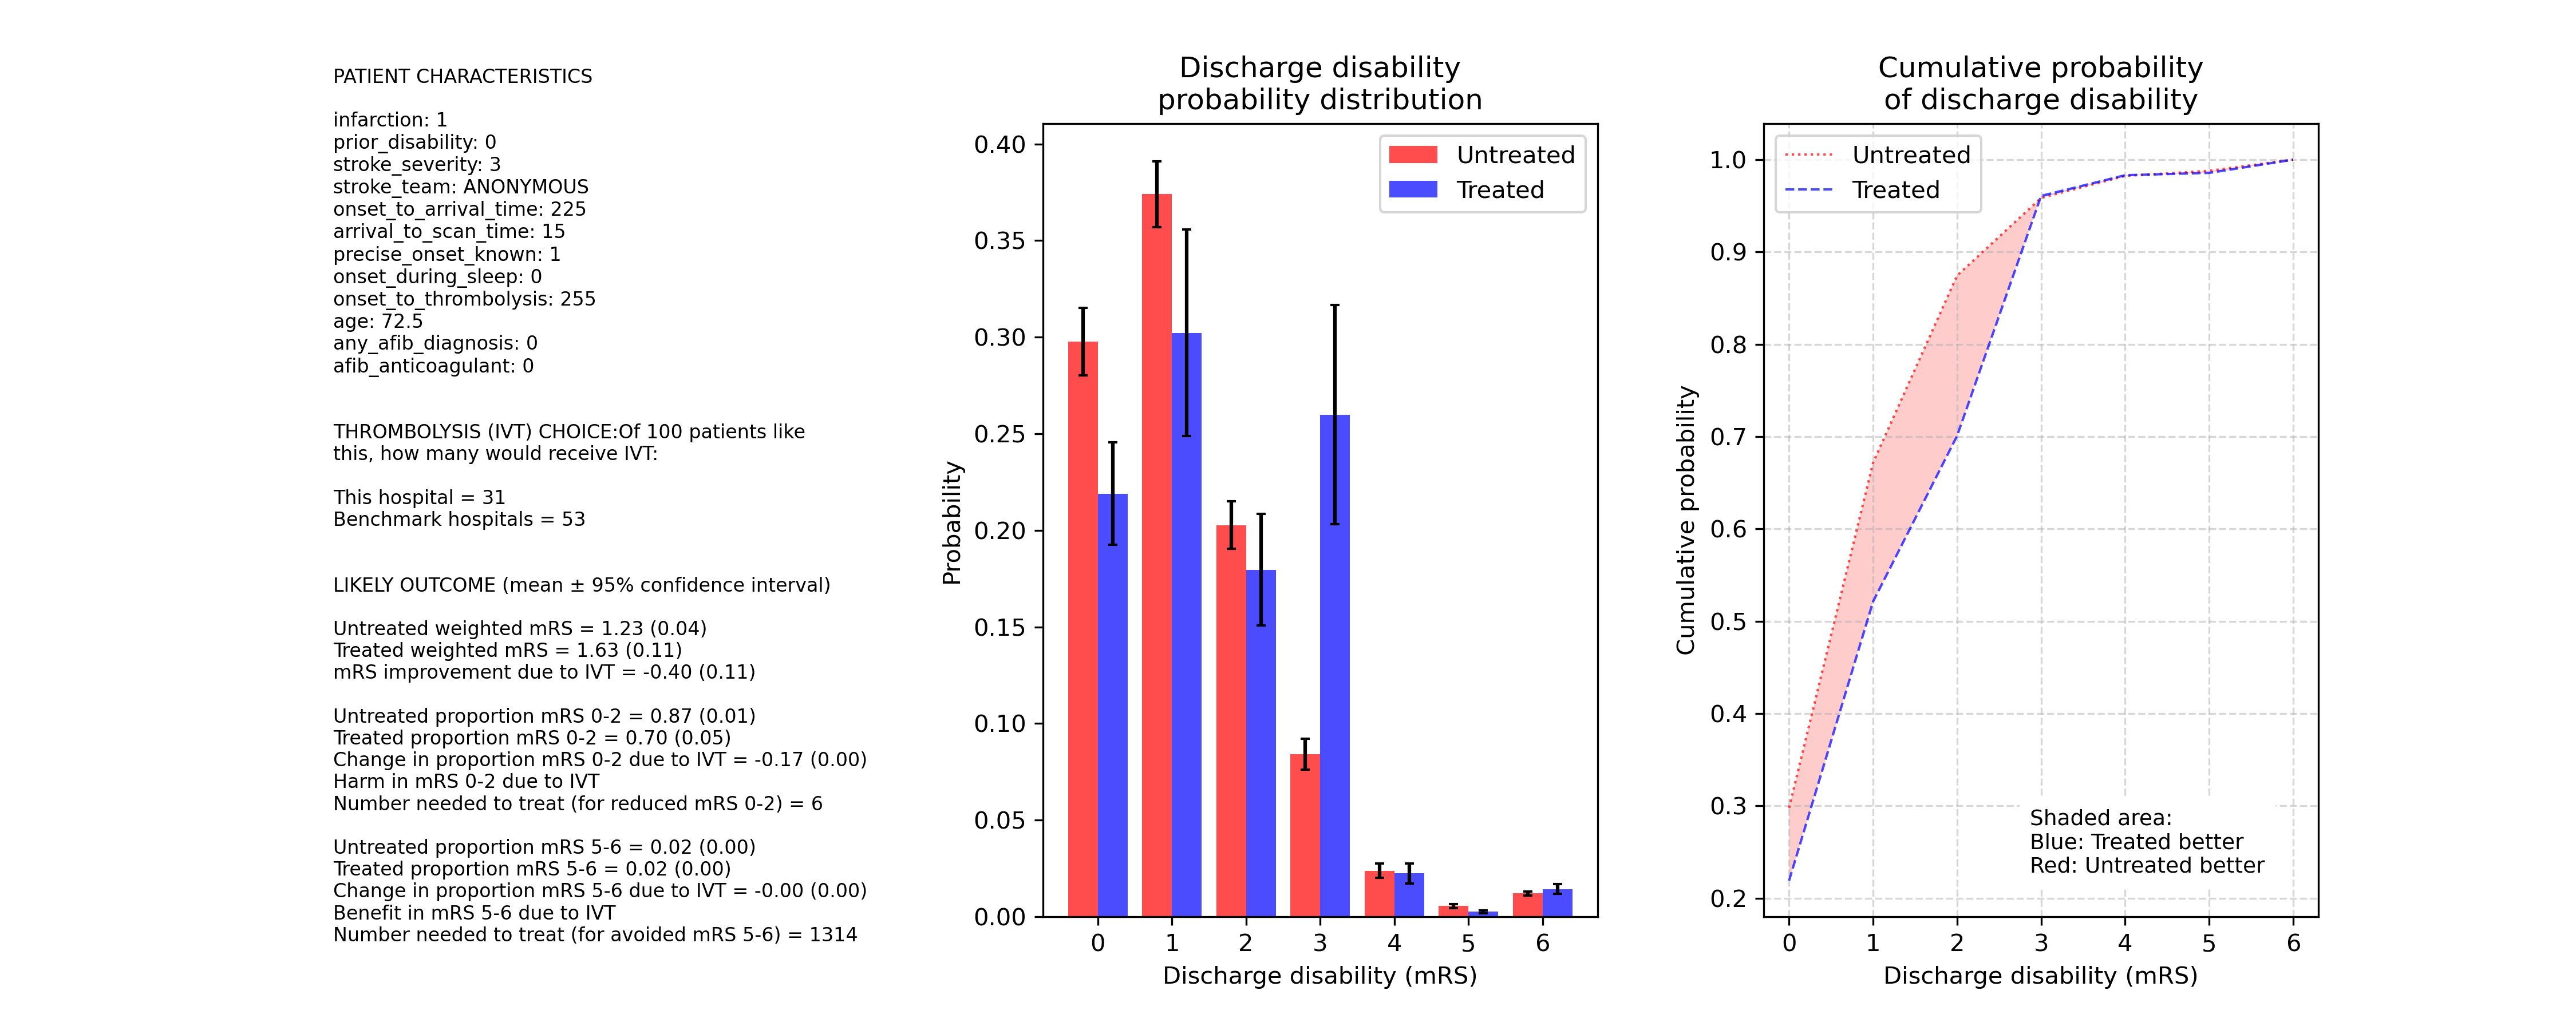 PATIENT CHARACTERISTICS
infarction: 1
prior_disability: 0
stroke_severity: 3
stroke_team: ANONYMOUS
onset_to_arrival_time: 225
arrival_to_scan_time: 15
precise_onset_known: 1
onset_during_sleep: 0
onset_to_thrombolysis: 255
age: 72.5
any_afib_diagnosis: 0
afib_anticoagulant: 0
THROMBOLYSIS (IVT) CHOICE:Of 100 patients like
this, how many would receive IVT:
This hospital = 31
Benchmark hospitals = 53
LIKELY OUTCOME (mean ± 95% confidence interval)
Untreated weighted mRS = 1.23 (0.04)
Treated weighted mRS = 1.63 (0.11)
mRS improvement due to IVT = -0.40 (0.11)
Untreated proportion mRS 0-2 = 0.87 (0.01)
Treated proportion mRS 0-2 = 0.70 (0.05)
Change in proportion mRS 0-2 due to IVT = -0.17 (0.00)
Harm in mRS 0-2 due to IVT
Number needed to treat (for reduced mRS 0-2) = 6
Untreated proportion mRS 5-6 = 0.02 (0.00)
Treated proportion mRS 5-6 = 0.02 (0.00)
Change in proportion mRS 5-6 due to IVT = -0.00 (0.00)
Benefit in mRS 5-6 due to IVT
Number needed to treat (for avoided mRS 5-6) = 1314
Discharge disability
probability distribution
Untreated
Treated
Probability
0.40
0.35
0.30
0.25
0.20
0.15
0.10
0.05
0.00
0 1 2 3 4 5 6
Discharge disability (mRS)
Cumulative probability
of discharge disability
Untreated
Treated
Cumulative probability
1.0
0.9
0.8
0.7
0.6
0.5
0.4
0.3
0.2
Shaded area:
Blue: Treated better
Red: Untreated better
0 1 2 3 4 5 6
Discharge disability (mRS)